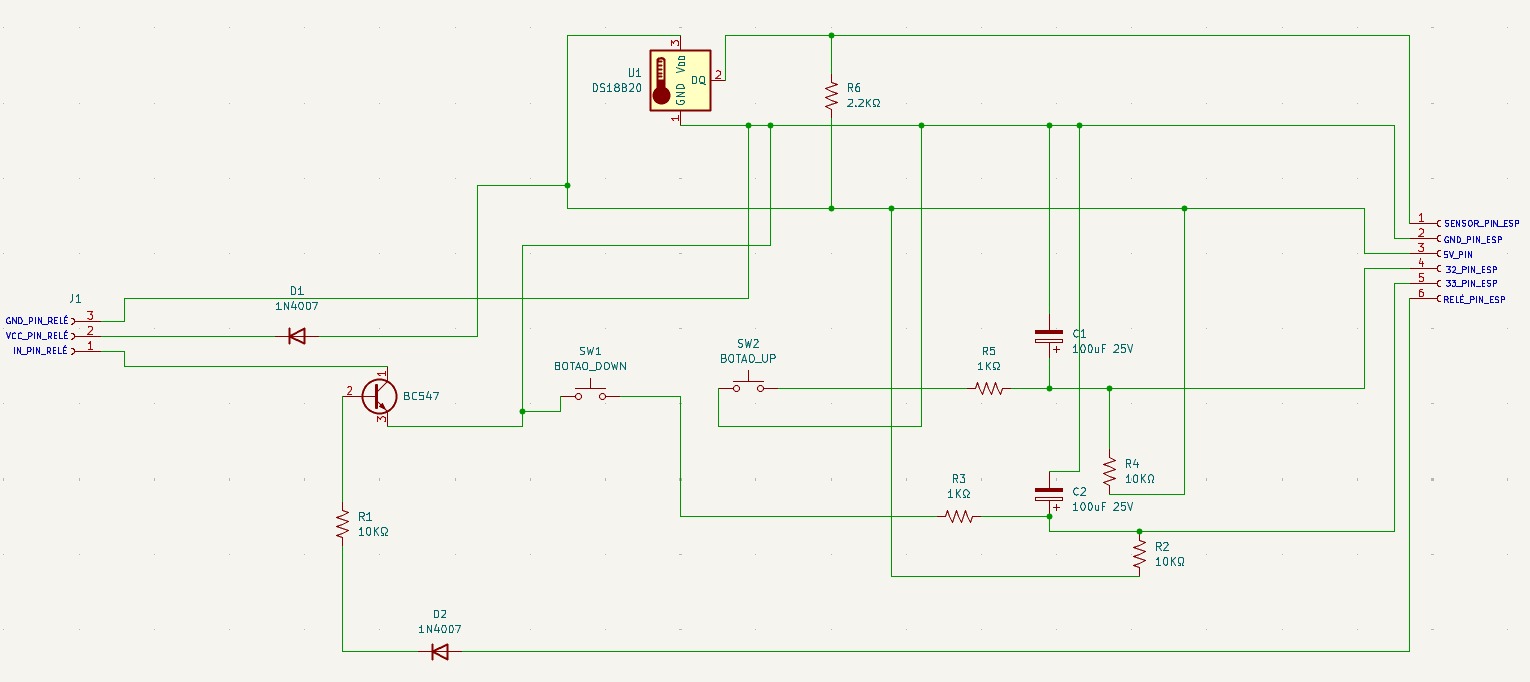 3
U1
DS18B20
VDD
DQ
2
GND
1
R6
2.2KΩ
1 SENSOR_PIN_ESP
2 GND_PIN_ESP
3 5V_PIN
4 32_PIN_ESP
5 33_PIN_ESP
6 RELÉ_PIN_ESP
J1
D1
1N4007
GND_PIN_RELÉ 3
VCC_PIN_RELÉ 2
IN_PIN_RELÉ 1
C1
100uF 25V
+
SW1
BOTAO_DOWN
SW2
BOTAO_UP
R5
1KΩ
1
2
BC547
3
R4
10KΩ
R3
1KΩ
C2
100uF 25V
+
R1
10KΩ
R2
10KΩ
D2
1N4007